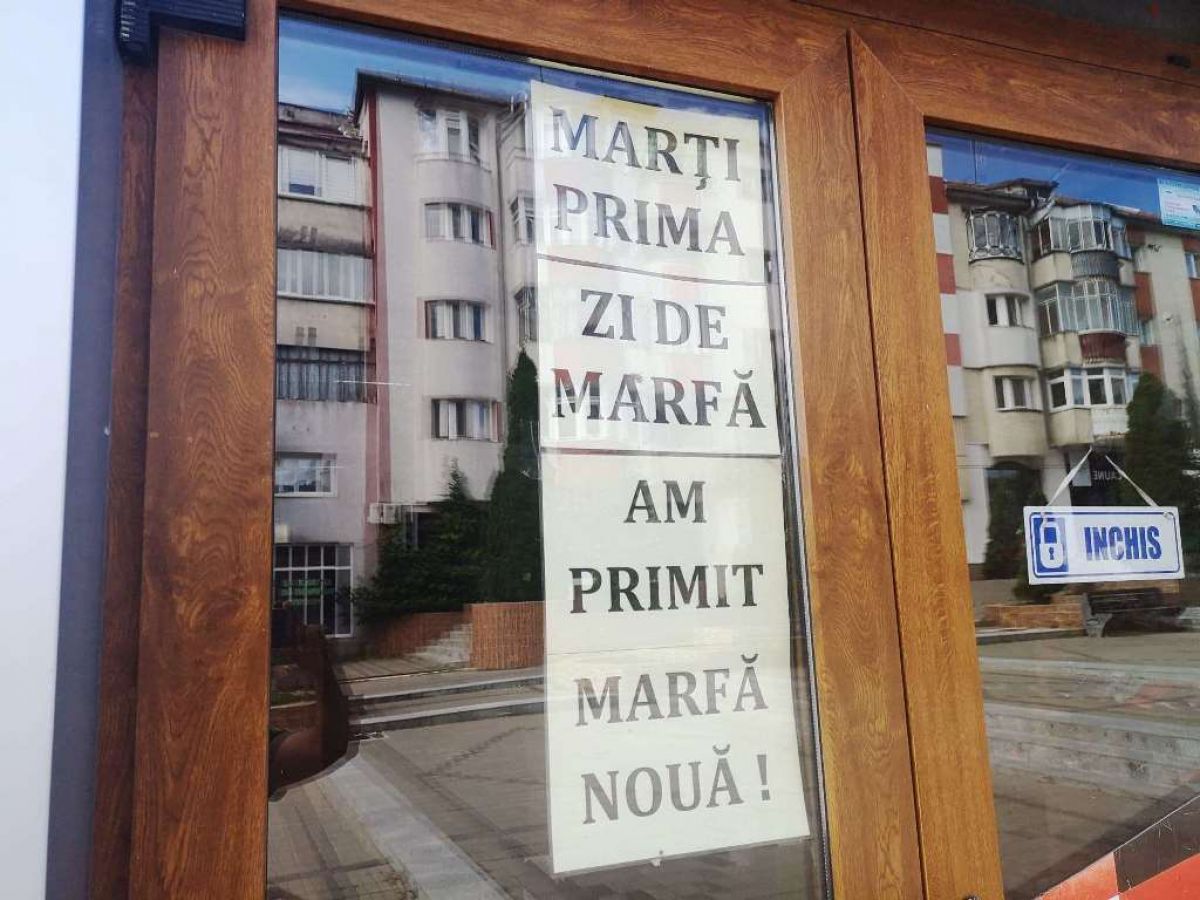 MARȚI
PRIMA
ZI DE
MARFĂ
AM
PRIMIT
MARFĂ
NOUĂ !
INCHIS